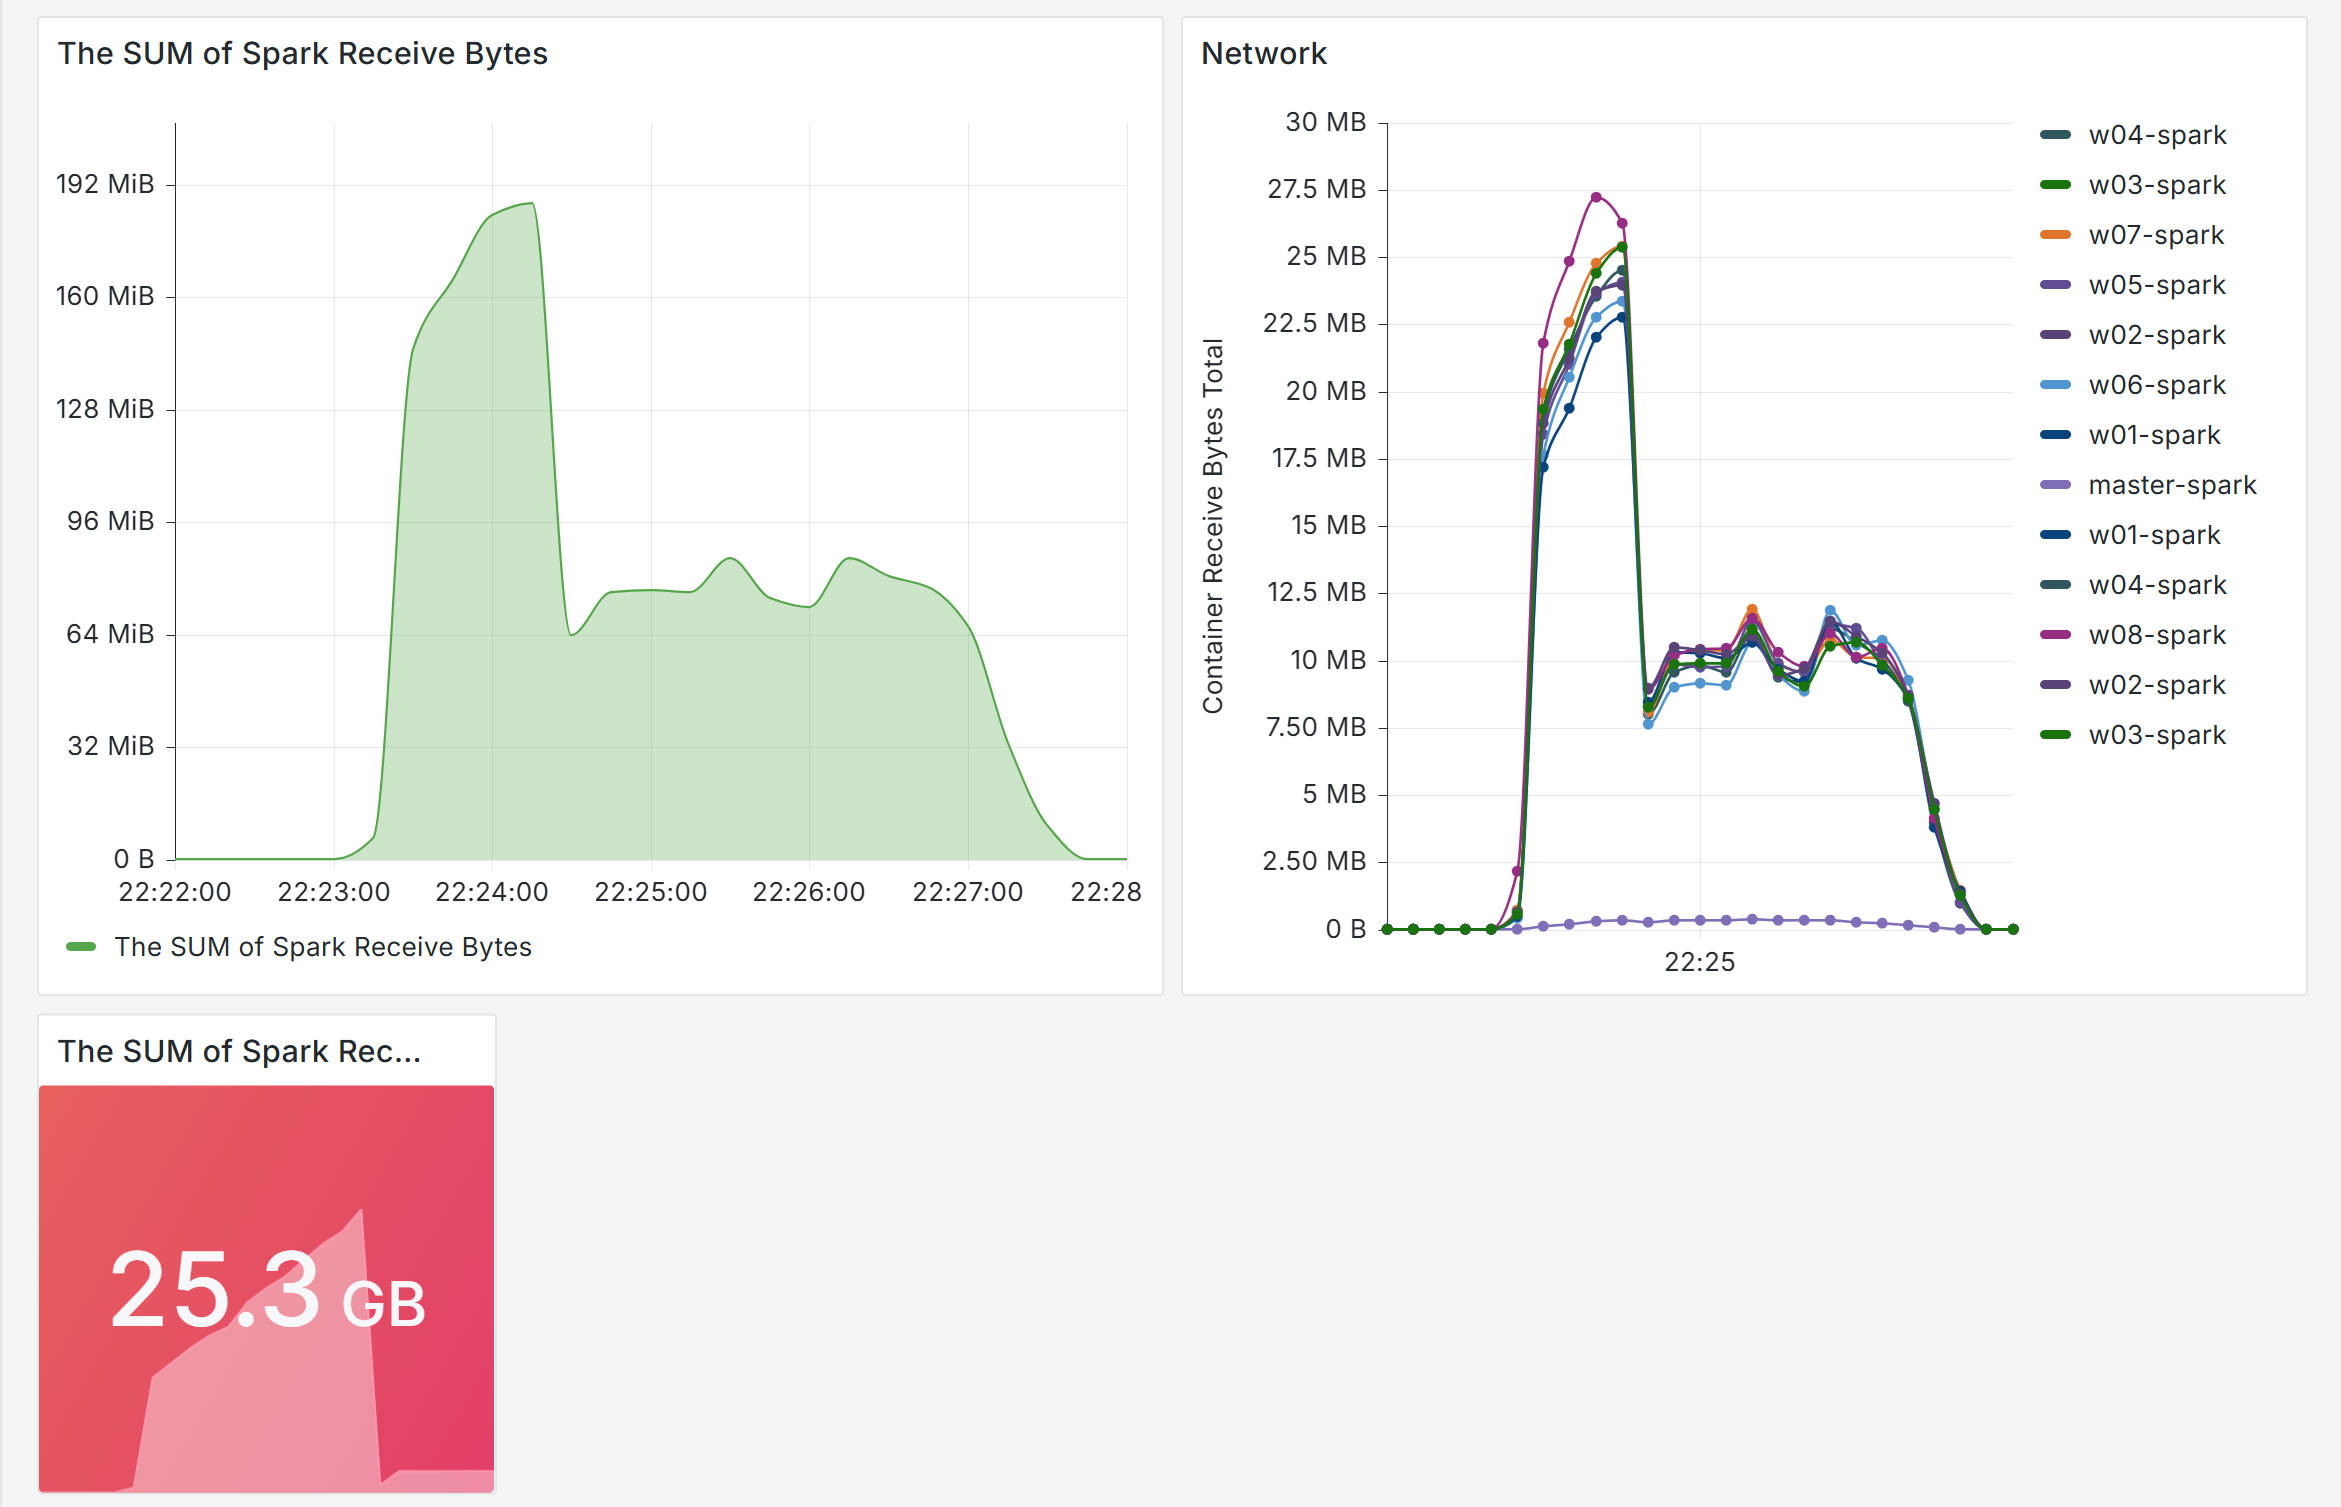 The SUM of Spark Receive Bytes
192 MiB
160 MiB
128 MiB
96 MiB
64 MiB
32 MiB
0 B
22:22:00 22:23:00 22:24:00 22:25:00 22:26:00 22:27:00 22:28
The SUM of Spark Receive Bytes
Network
Container Receive Bytes Total
30 MB
27.5 MB
25 MB
22.5 MB
20 MB
17.5 MB
15 MB
12.5 MB
10 MB
7.50 MB
5 MB
2.50 MB
0 B
22:25
w04-spark
w03-spark
w07-spark
w05-spark
w02-spark
w06-spark
w01-spark
master-spark
w01-spark
w04-spark
w08-spark
w02-spark
w03-spark
The SUM of Spark Rec...
25.3 GB